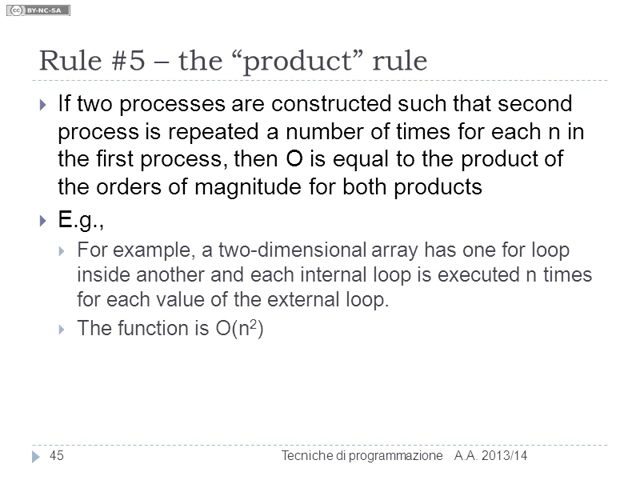 cc BY-NC-SA
Rule #5 – the “product” rule
If two processes are constructed such that second
process is repeated a number of times for each n in
the first process, then O is equal to the product of
the orders of magnitude for both products
E.g.,
For example, a two-dimensional array has one for loop
inside another and each internal loop is executed n times
for each value of the external loop.
The function is O(n²)
45 Tecniche di programmazione A.A. 2013/14